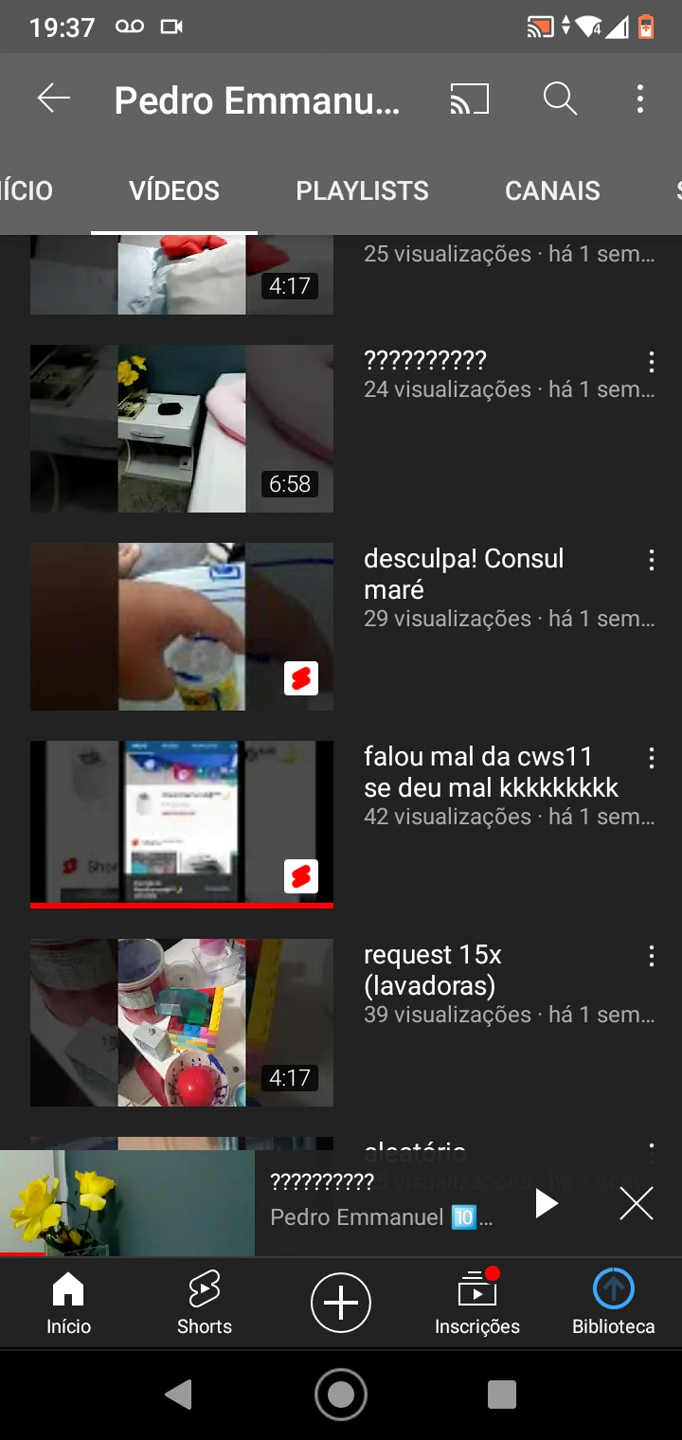 19:37
4
Pedro Emmanu...
ÍCIO VÍDEOS PLAYLISTS CANAIS S
4:17
25 visualizações · há 1 sem...
??????????
24 visualizações · há 1 sem...
6:58
desculpa! Consul
maré
29 visualizações · há 1 sem...
falou mal da cws11
se deu mal kkkkkkkkk
42 visualizações · há 1 sem...
Shor
request 15x
(lavadoras)
39 visualizações · há 1 sem...
4:17
aleatório
??????????
Pedro Emmanuel 🔟...
Início Shorts Inscrições Biblioteca